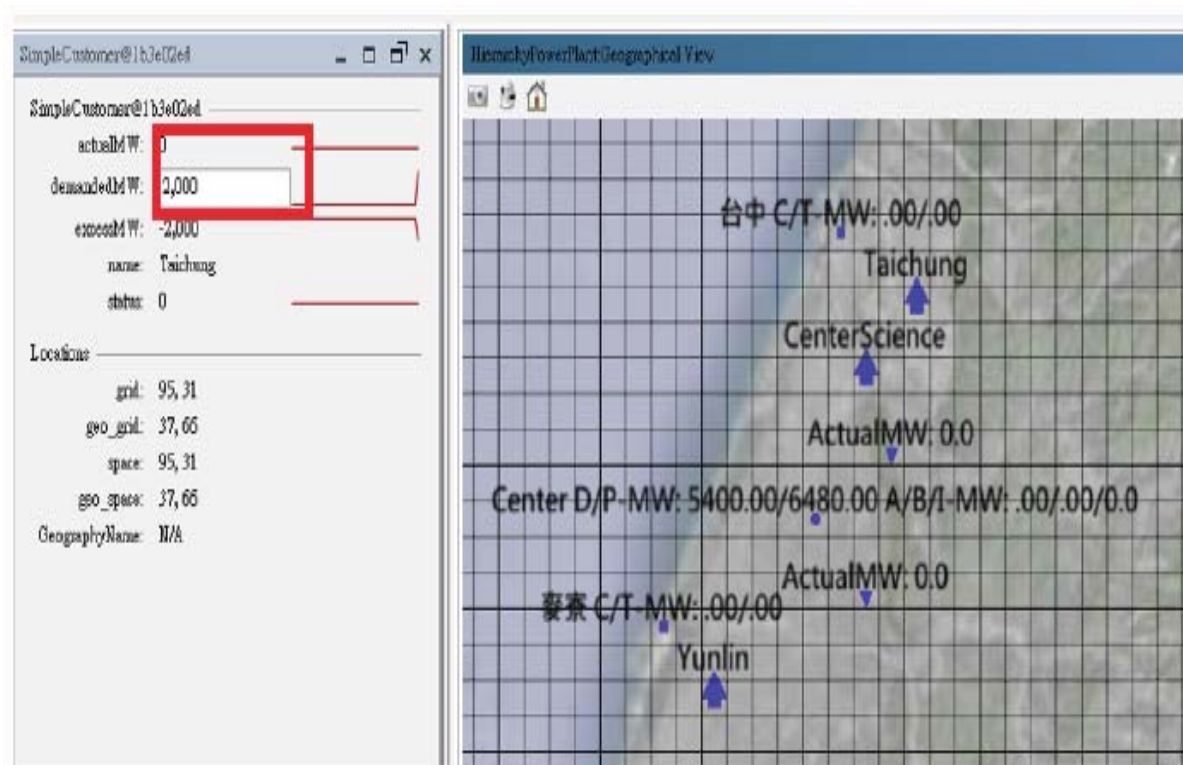 SimpleCustomer@1b3e02ed
SimpleCustomer@1b3e02ed
actualMW: 0
demandedMW: 2,000
excessMW: -2,000
name: Taichung
status: 0
Locations
grid: 95, 31
geo_grid: 37, 66
space: 95, 31
geo_space: 37, 66
GeographyName: N/A
HierarchyPowerPlant:Geographical View
台中 C/T-MW: .00/.00
Taichung
CenterScience
ActualMW: 0.0
Center D/P-MW: 5400.00/6480.00 A/B/I-MW: .00/.00/0.0
ActualMW: 0.0
麥寮 C/T-MW: .00/.00
Yunlin